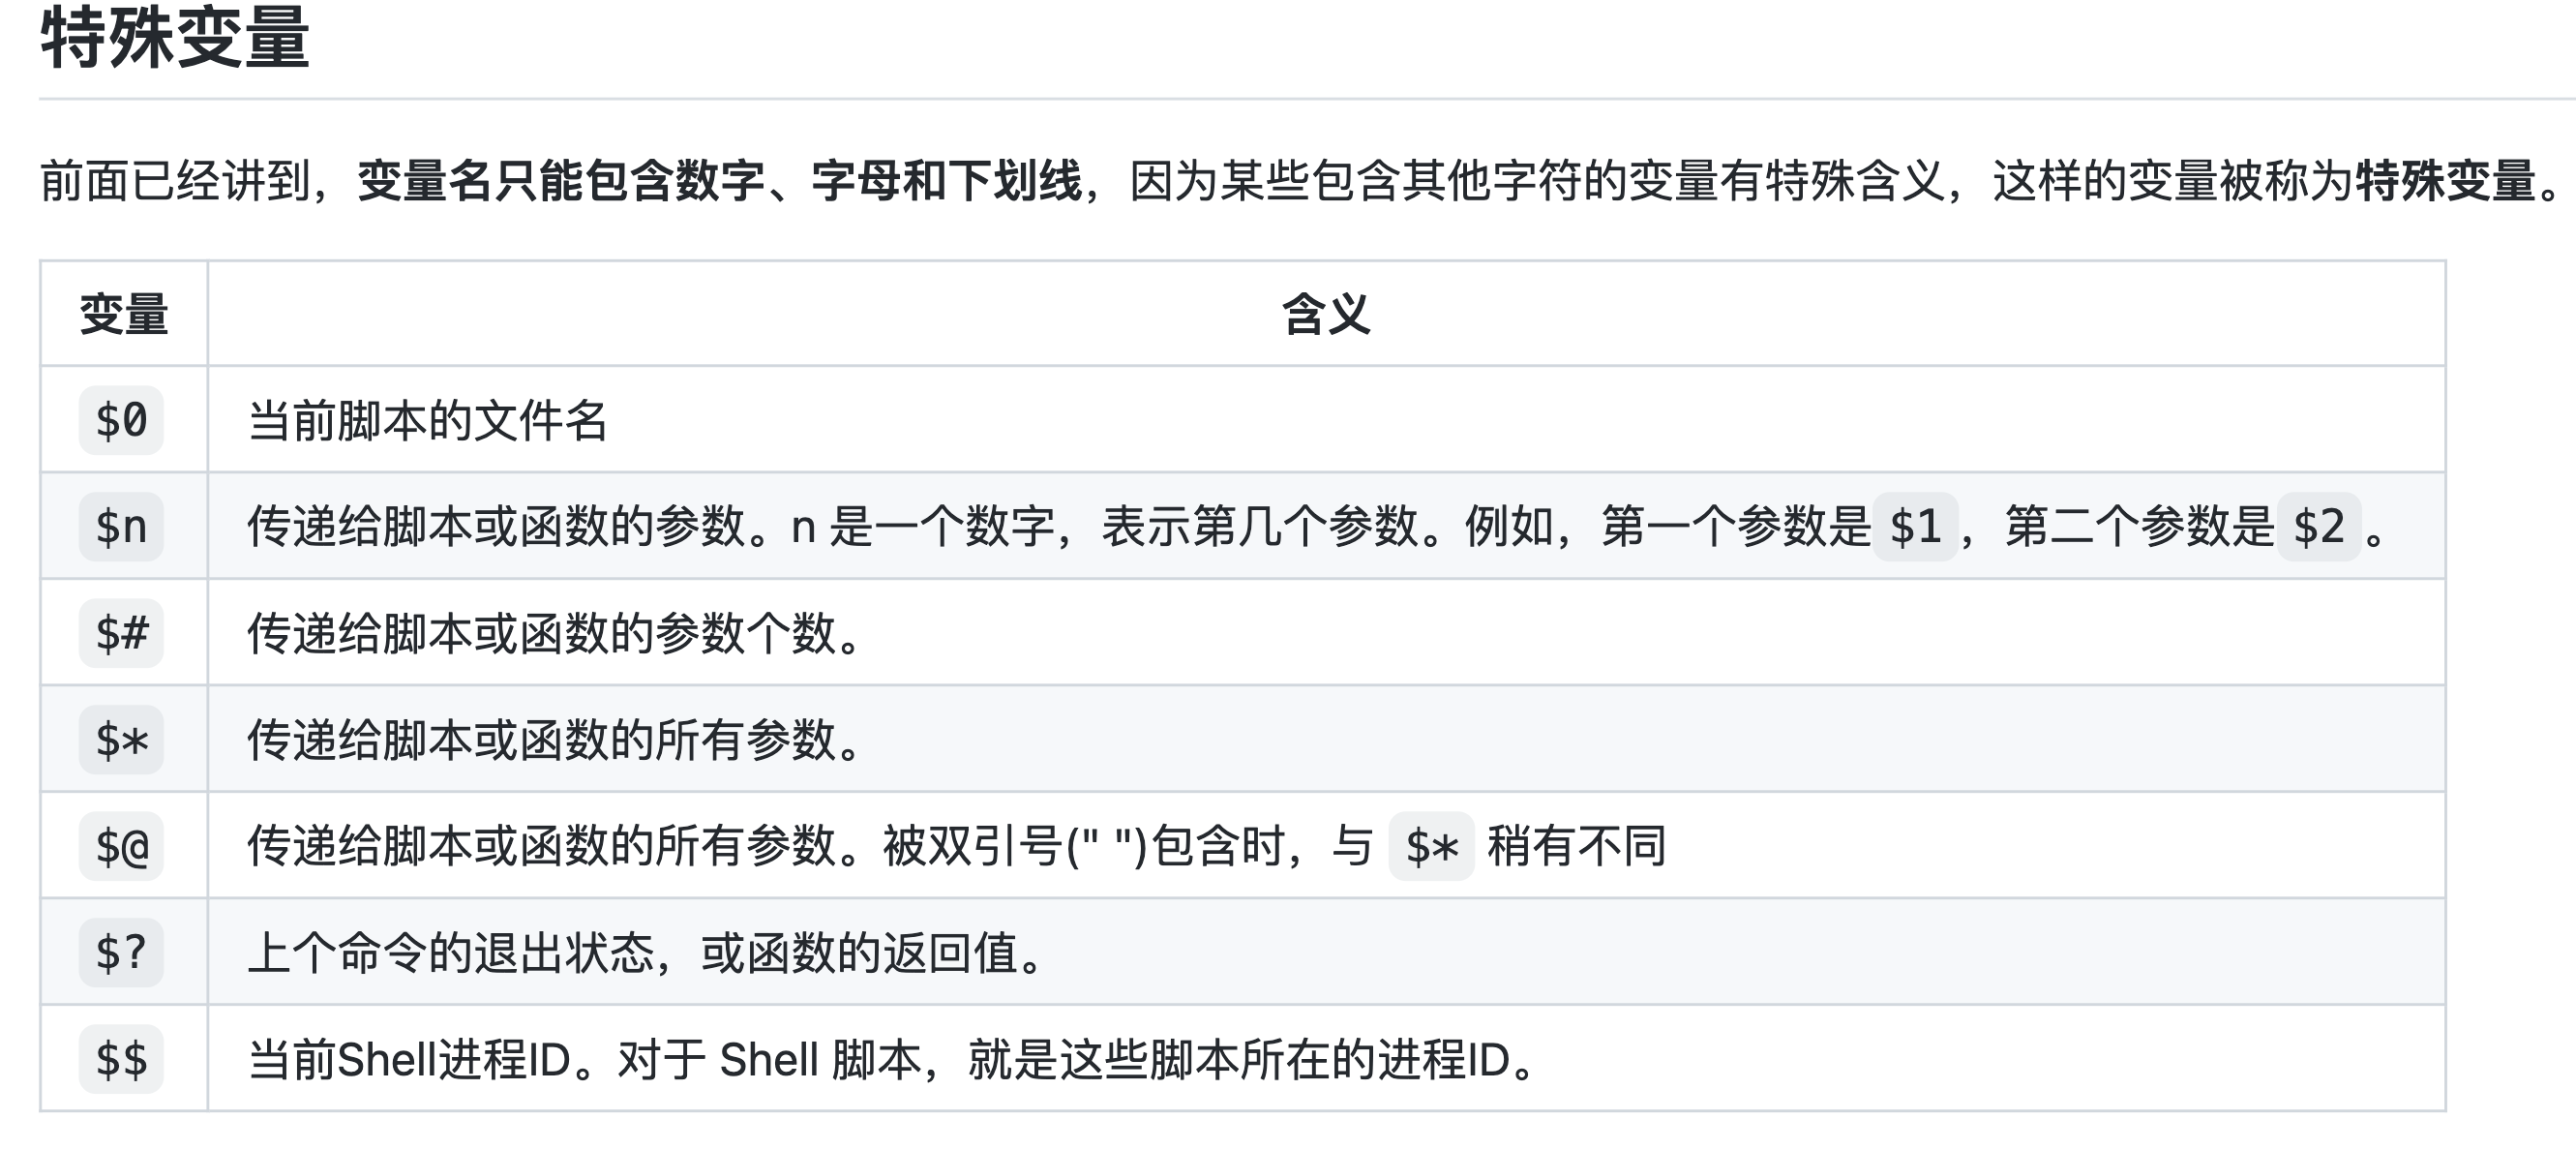 特殊变量
前面已经讲到，变量名只能包含数字、字母和下划线，因为某些包含其他字符的变量有特殊含义，这样的变量被称为特殊变量。
变量 含义
$0 当前脚本的文件名
$n 传递给脚本或函数的参数。n 是一个数字，表示第几个参数。例如，第一个参数是$1，第二个参数是$2。
$# 传递给脚本或函数的参数个数。
$* 传递给脚本或函数的所有参数。
$@ 传递给脚本或函数的所有参数。被双引号(" ")包含时，与 $* 稍有不同
$? 上个命令的退出状态，或函数的返回值。
$$ 当前Shell进程ID。对于 Shell 脚本，就是这些脚本所在的进程ID。